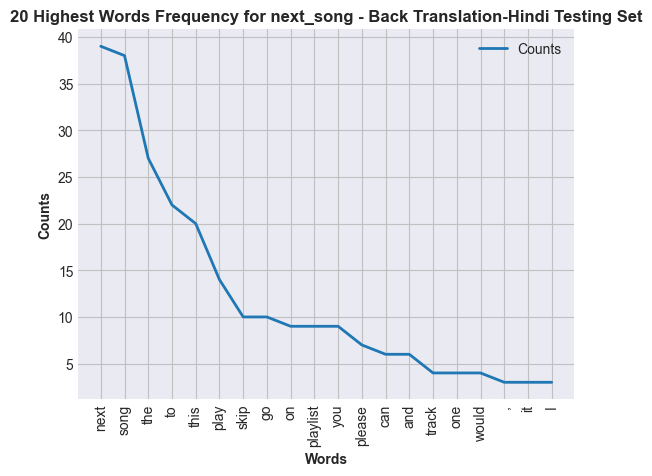 20 Highest Words Frequency for next_song - Back Translation-Hindi Testing Set
Counts
40
35
30
25
20
15
10
5
Counts
next
song
the
to
this
play
skip
go
on
playlist
you
please
can
and
track
one
would
,
it
I
Words